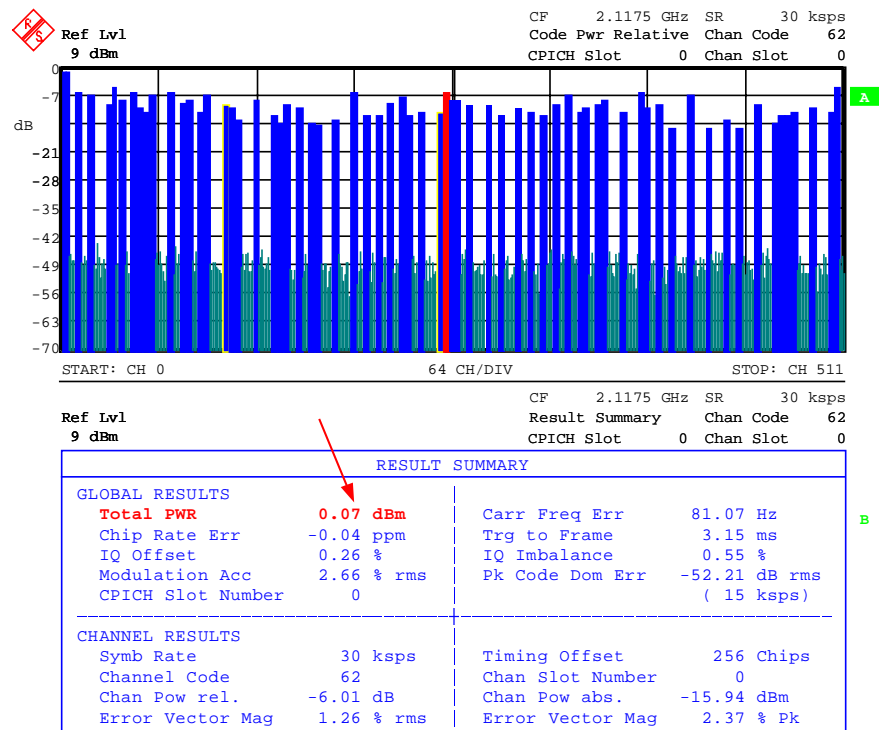 R S
CF 2.1175 GHz SR 30 ksps
Ref Lvl Code Pwr Relative Chan Code 62
9 dBm CPICH Slot 0 Chan Slot 0
0
-7
A
dB
-21
-28
-35
-42
-49
-56
-63
-70
START: CH 0 64 CH/DIV STOP: CH 511
CF 2.1175 GHz SR 30 ksps
Ref Lvl Result Summary Chan Code 62
9 dBm CPICH Slot 0 Chan Slot 0
RESULT SUMMARY
GLOBAL RESULTS
Total PWR 0.07 dBm Carr Freq Err 81.07 Hz
B
Chip Rate Err -0.04 ppm Trg to Frame 3.15 ms
IQ Offset 0.26 % IQ Imbalance 0.55 %
Modulation Acc 2.66 % rms Pk Code Dom Err -52.21 dB rms
CPICH Slot Number 0 ( 15 ksps)
CHANNEL RESULTS
Symb Rate 30 ksps Timing Offset 256 Chips
Channel Code 62 Chan Slot Number 0
Chan Pow rel. -6.01 dB Chan Pow abs. -15.94 dBm
Error Vector Mag 1.26 % rms Error Vector Mag 2.37 % Pk